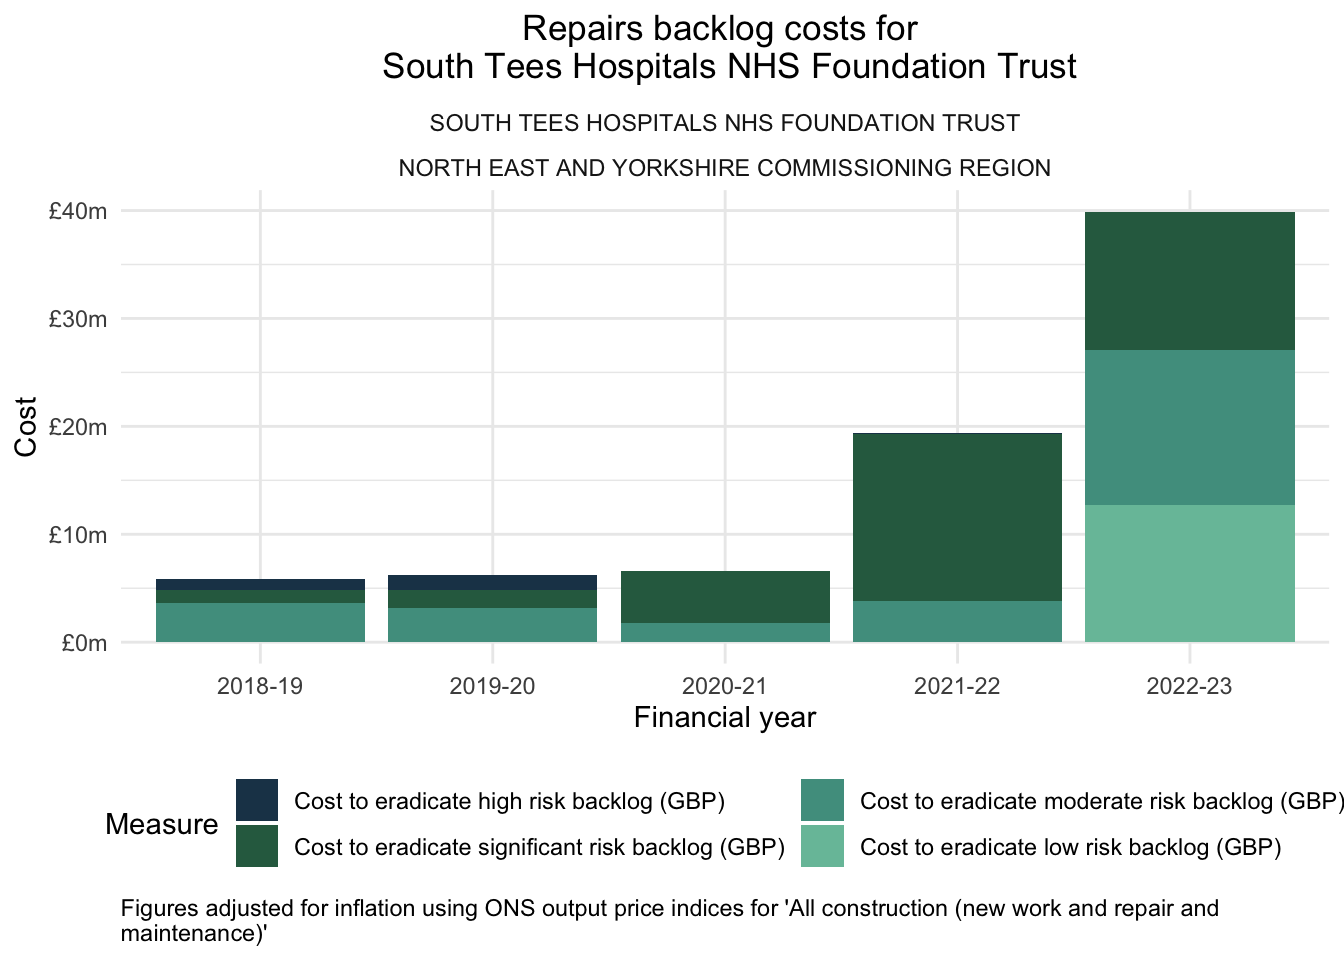 Repairs backlog costs for
South Tees Hospitals NHS Foundation Trust
SOUTH TEES HOSPITALS NHS FOUNDATION TRUST
NORTH EAST AND YORKSHIRE COMMISSIONING REGION
£40m
£30m
£20m
£10m
£0m
Cost
2018-19
2019-20
2020-21
2021-22
2022-23
Financial year
Measure
Cost to eradicate high risk backlog (GBP)
Cost to eradicate significant risk backlog (GBP)
Cost to eradicate moderate risk backlog (GBP)
Cost to eradicate low risk backlog (GBP)
Figures adjusted for inflation using ONS output price indices for 'All construction (new work and repair and
maintenance)'